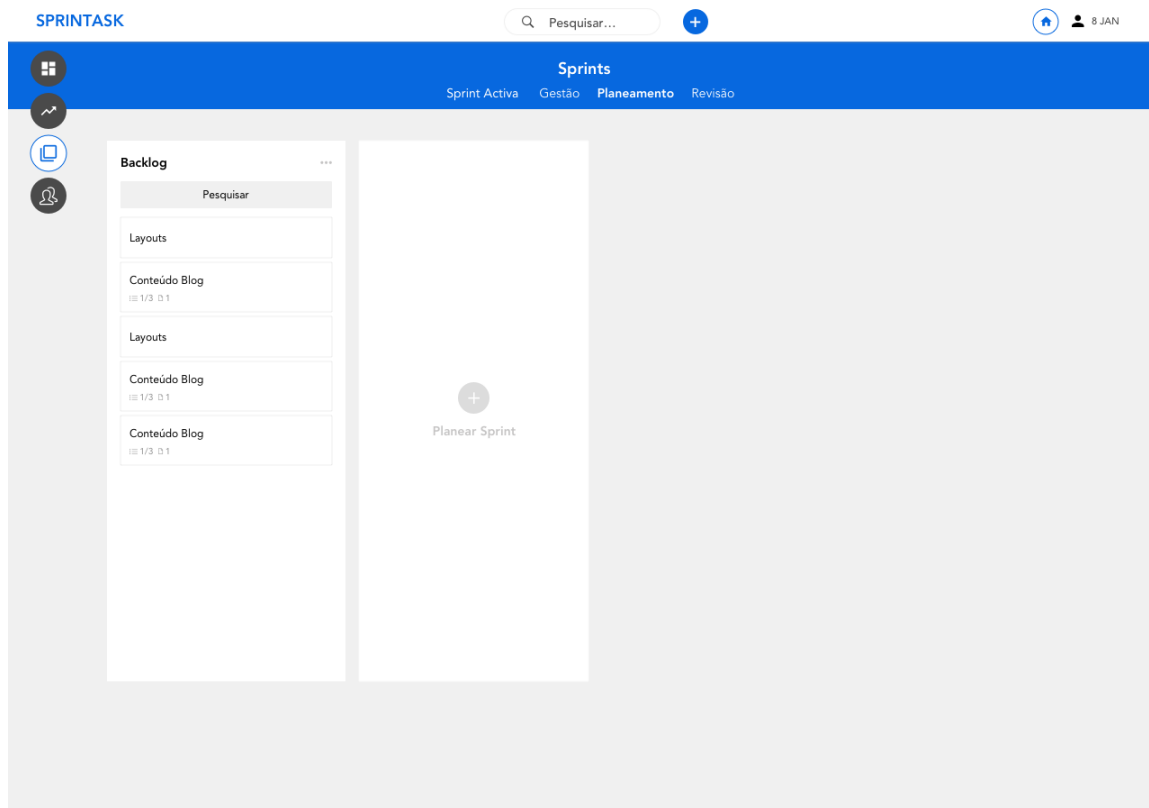 SPRINTASK
Pesquisar...
8 JAN
Sprints
Sprint Activa Gestão Planeamento Revisão
Backlog
Pesquisar
Layouts
Conteúdo Blog
1/3 1
Layouts
Conteúdo Blog
1/3 1
Conteúdo Blog
1/3 1
Planear Sprint